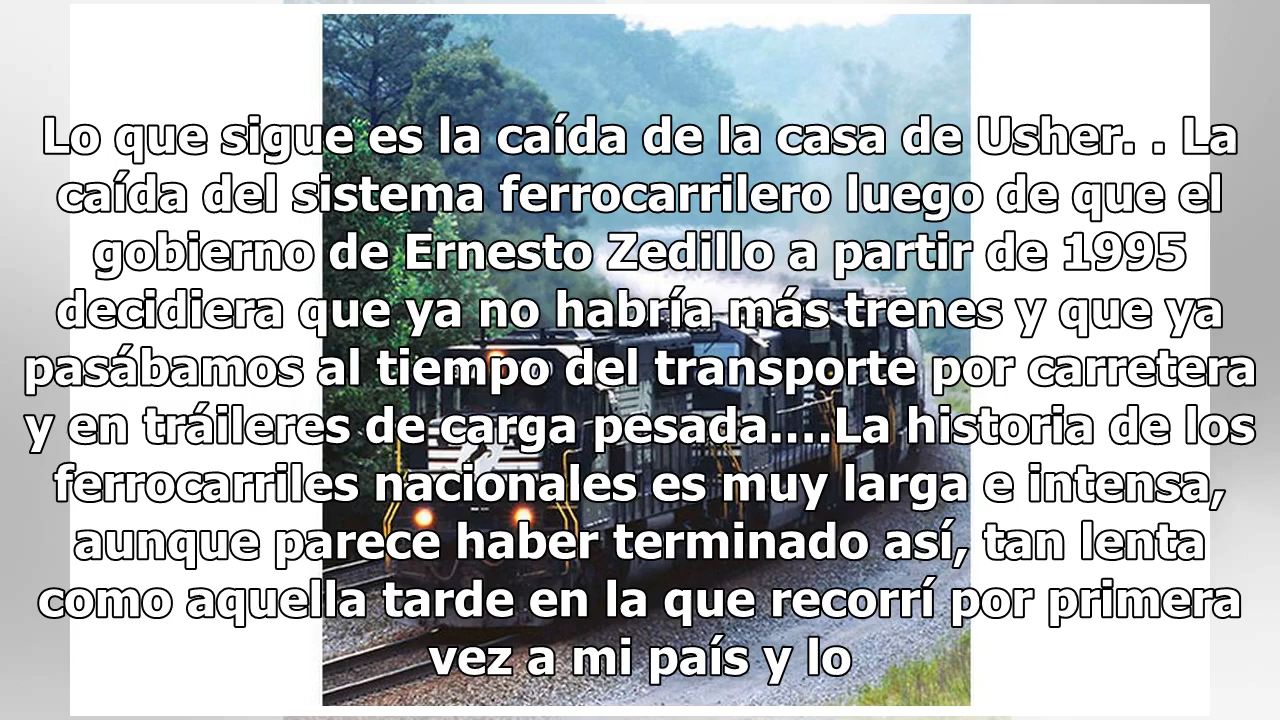 Lo que sigue es la caída de la casa de Usher. . La
caída del sistema ferrocarrilero luego de que el
gobierno de Ernesto Zedillo a partir de 1995
decidiera que ya no habría más trenes y que ya
pasábamos al tiempo del transporte por carretera
y en tráileres de carga pesada....La historia de los
ferrocarriles nacionales es muy larga e intensa,
aunque parece haber terminado así, tan lenta
como aquella tarde en la que recorrí por primera
vez a mi país y lo